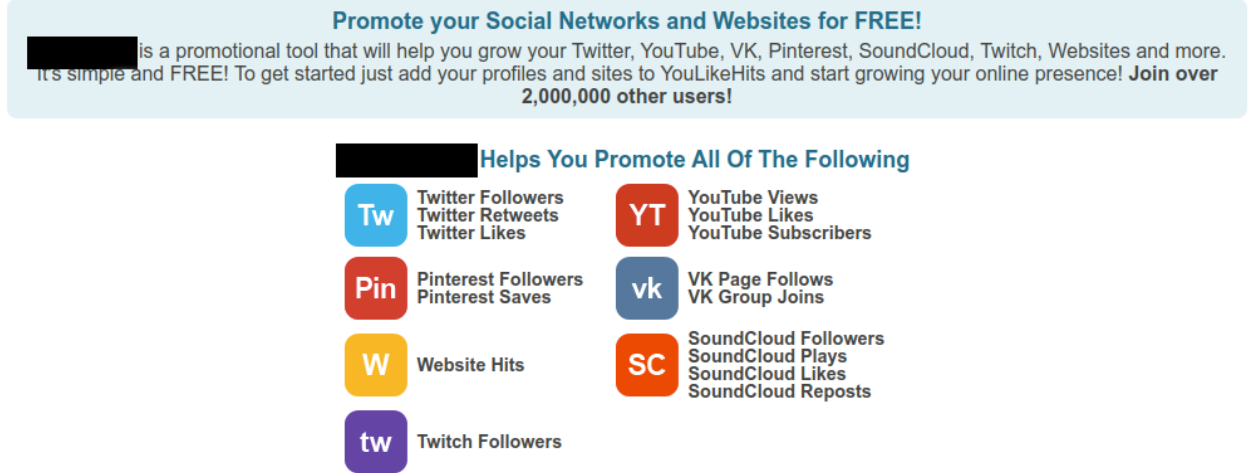 Promote your Social Networks and Websites for FREE!
is a promotional tool that will help you grow your Twitter, YouTube, VK, Pinterest, SoundCloud, Twitch, Websites and more.
It's simple and FREE! To get started just add your profiles and sites to YouLikeHits and start growing your online presence! Join over
2,000,000 other users!
Helps You Promote All Of The Following
Tw
Twitter Followers
Twitter Retweets
Twitter Likes
YT
YouTube Views
YouTube Likes
YouTube Subscribers
Pin
Pinterest Followers
Pinterest Saves
vk
VK Page Follows
VK Group Joins
W
Website Hits
SC
SoundCloud Followers
SoundCloud Plays
SoundCloud Likes
SoundCloud Reposts
tw
Twitch Followers